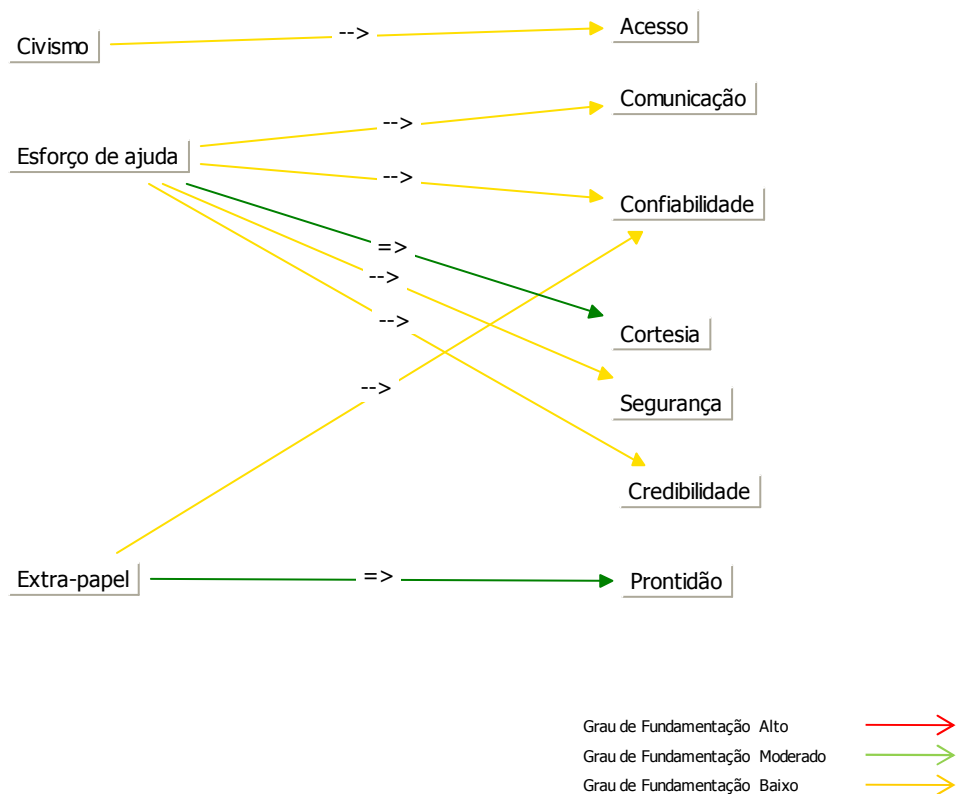 Civismo
-->
Acesso
Esforço de ajuda
-->
Comunicação
-->
Confiabilidade
=>
Cortesia
-->
Segurança
-->
Credibilidade
-->
Extra-papel
=>
Prontidão
Grau de Fundamentação Alto
Grau de Fundamentação Moderado
Grau de Fundamentação Baixo